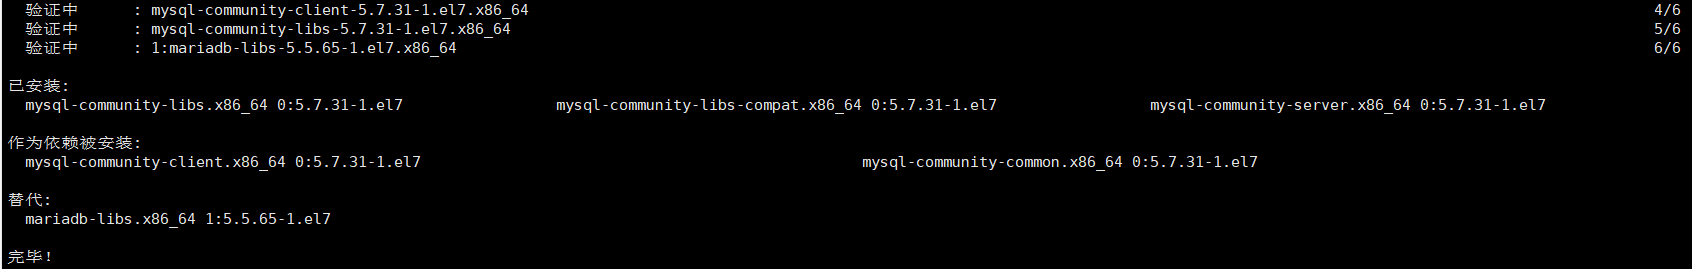 验证中 : mysql-community-client-5.7.31-1.el7.x86_64 4/6
验证中 : mysql-community-libs-5.7.31-1.el7.x86_64 5/6
验证中 : 1:mariadb-libs-5.5.65-1.el7.x86_64 6/6
已安装:
mysql-community-libs.x86_64 0:5.7.31-1.el7 mysql-community-libs-compat.x86_64 0:5.7.31-1.el7 mysql-community-server.x86_64 0:5.7.31-1.el7
作为依赖被安装:
mysql-community-client.x86_64 0:5.7.31-1.el7 mysql-community-common.x86_64 0:5.7.31-1.el7
替代:
mariadb-libs.x86_64 1:5.5.65-1.el7
完毕！